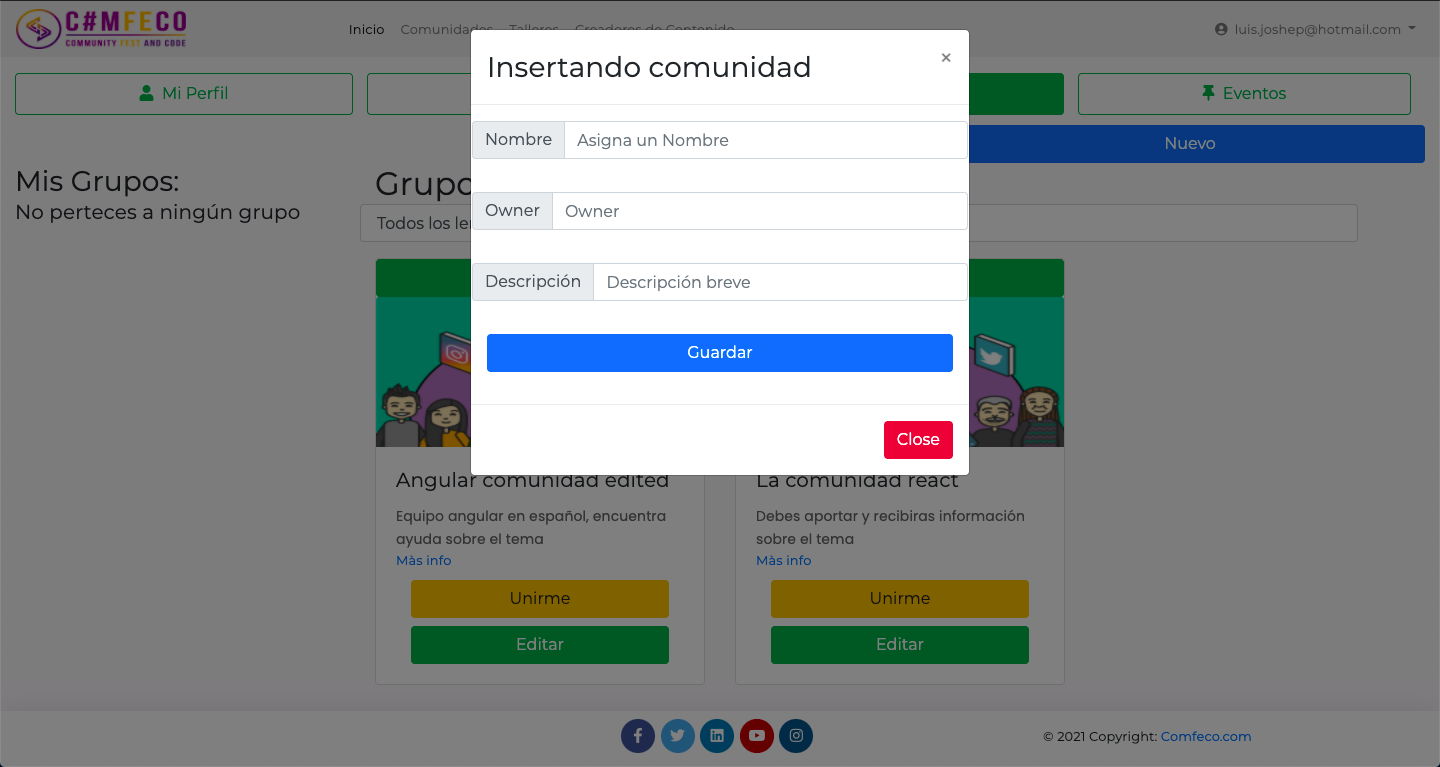 C#MFECO
COMMUNITY FEST AND CODE
Inicio
Comunidades
Talleres
Creadores de Contenido
luis.joshep@hotmail.com
Insertando comunidad
×
Mi Perfil
Eventos
Nombre
Asigna un Nombre
Nuevo
Mis Grupos:
No perteces a ningún grupo
Owner
Owner
Todos los
Descripción
Descripción breve
Guardar
Close
Angular comunidad edited
Equipo angular en español, encuentra
ayuda sobre el tema
Màs info
Unirme
Editar
La comunidad react
Debes aportar y recibiras información
sobre el tema
Màs info
Unirme
Editar
© 2021 Copyright: Comfeco.com